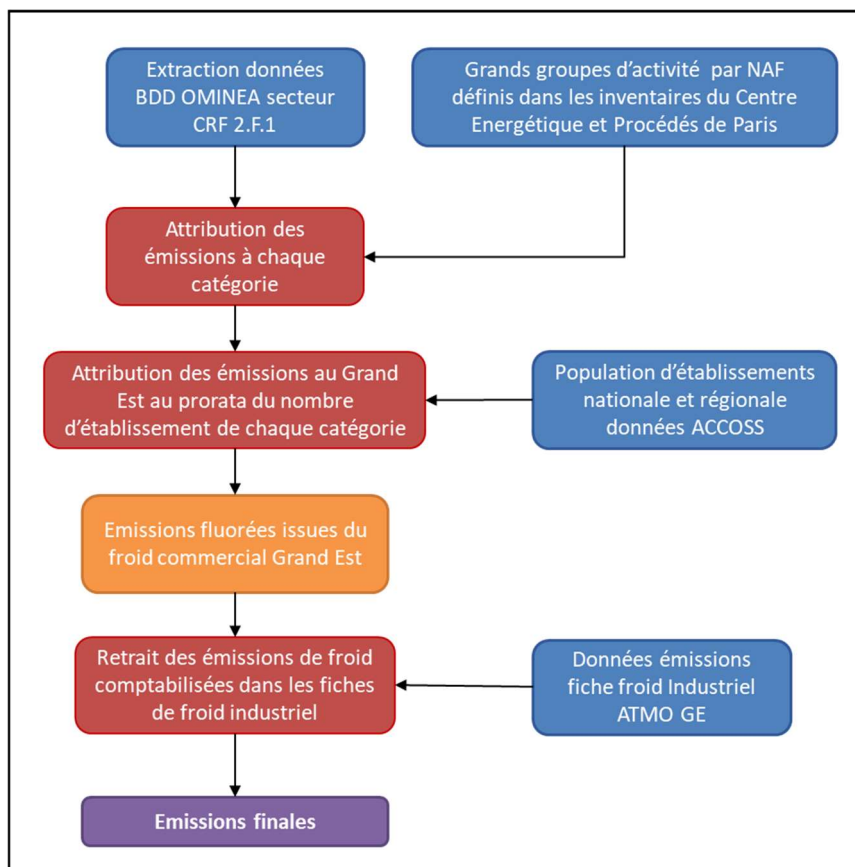 Extraction données
BDD OMINEA secteur
CRF 2.F.1
Grands groupes d'activité par NAF
définis dans les inventaires du Centre
Energétique et Procédés de Paris
Attribution des
émissions à chaque
catégorie
Attribution des émissions au Grand
Est au prorata du nombre
d'établissement de chaque catégorie
Population d'établissements
nationale et régionale
données ACCOSS
Emissions fluorées issues du
froid commercial Grand Est
Retrait des émissions de froid
comptabilisées dans les fiches
de froid industriel
Données émissions
fiche froid Industriel
ATMO GE
Emissions finales